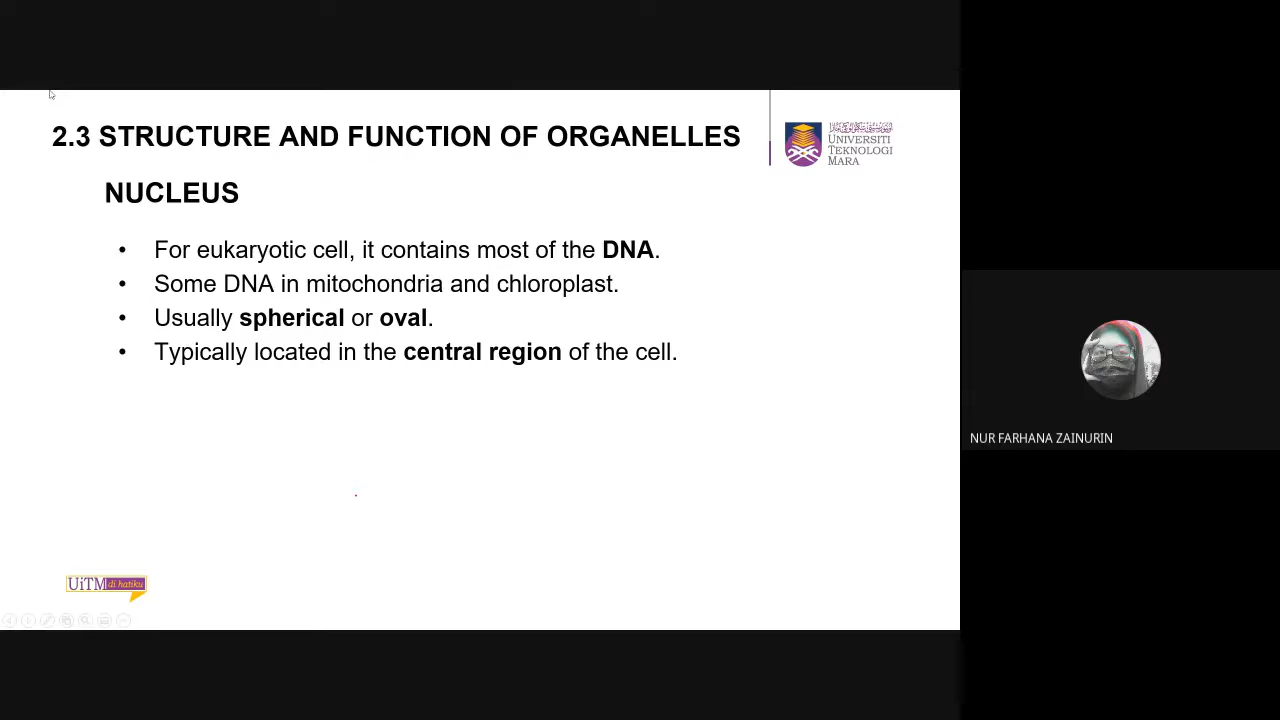 2.3 STRUCTURE AND FUNCTION OF ORGANELLES
UNIVERSITI
TEKNOLOGI
MARA
NUCLEUS
• For eukaryotic cell, it contains most of the DNA.
• Some DNA in mitochondria and chloroplast.
• Usually spherical or oval.
• Typically located in the central region of the cell.
NUR FARHANA ZAINURIN
UiTM di hatiku